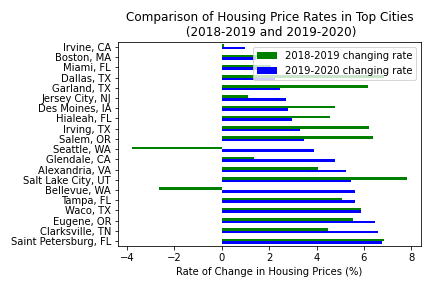 Comparison of Housing Price Rates in Top Cities
(2018-2019 and 2019-2020)
Irvine, CA
Boston, MA
Miami, FL
Dallas, TX
Garland, TX
Jersey City, NJ
Des Moines, IA
Hialeah, FL
Irving, TX
Salem, OR
Seattle, WA
Glendale, CA
Alexandria, VA
Salt Lake City, UT
Bellevue, WA
Tampa, FL
Waco, TX
Eugene, OR
Clarksville, TN
Saint Petersburg, FL
2018-2019 changing rate
2019-2020 changing rate
−4 −2 0 2 4 6 8
Rate of Change in Housing Prices (%)